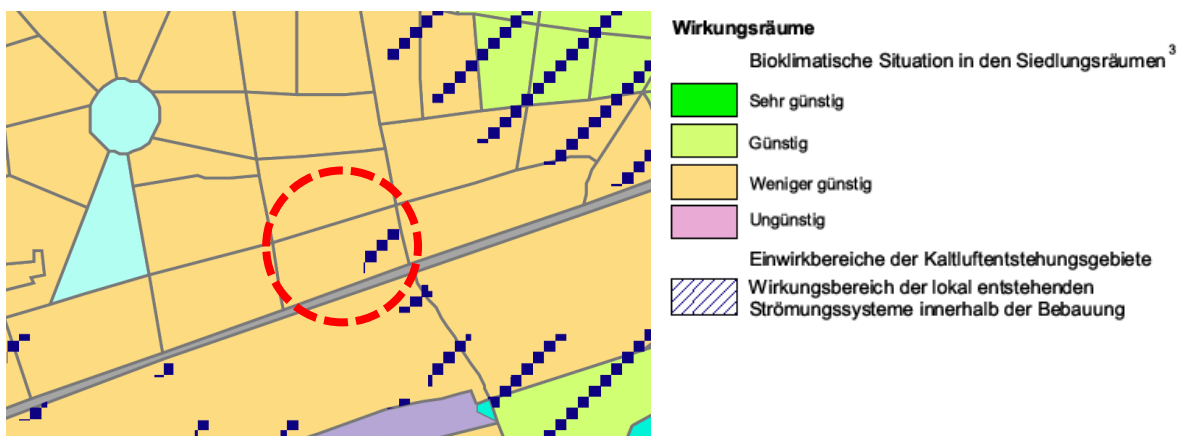 Wirkungsräume
Bioklimatische Situation in den Siedlungsräumen³
Sehr günstig
Günstig
Weniger günstig
Ungünstig
Einwirkbereiche der Kaltluftentstehungsgebiete
Wirkungsbereich der lokal entstehenden
Strömungssysteme innerhalb der Bebauung